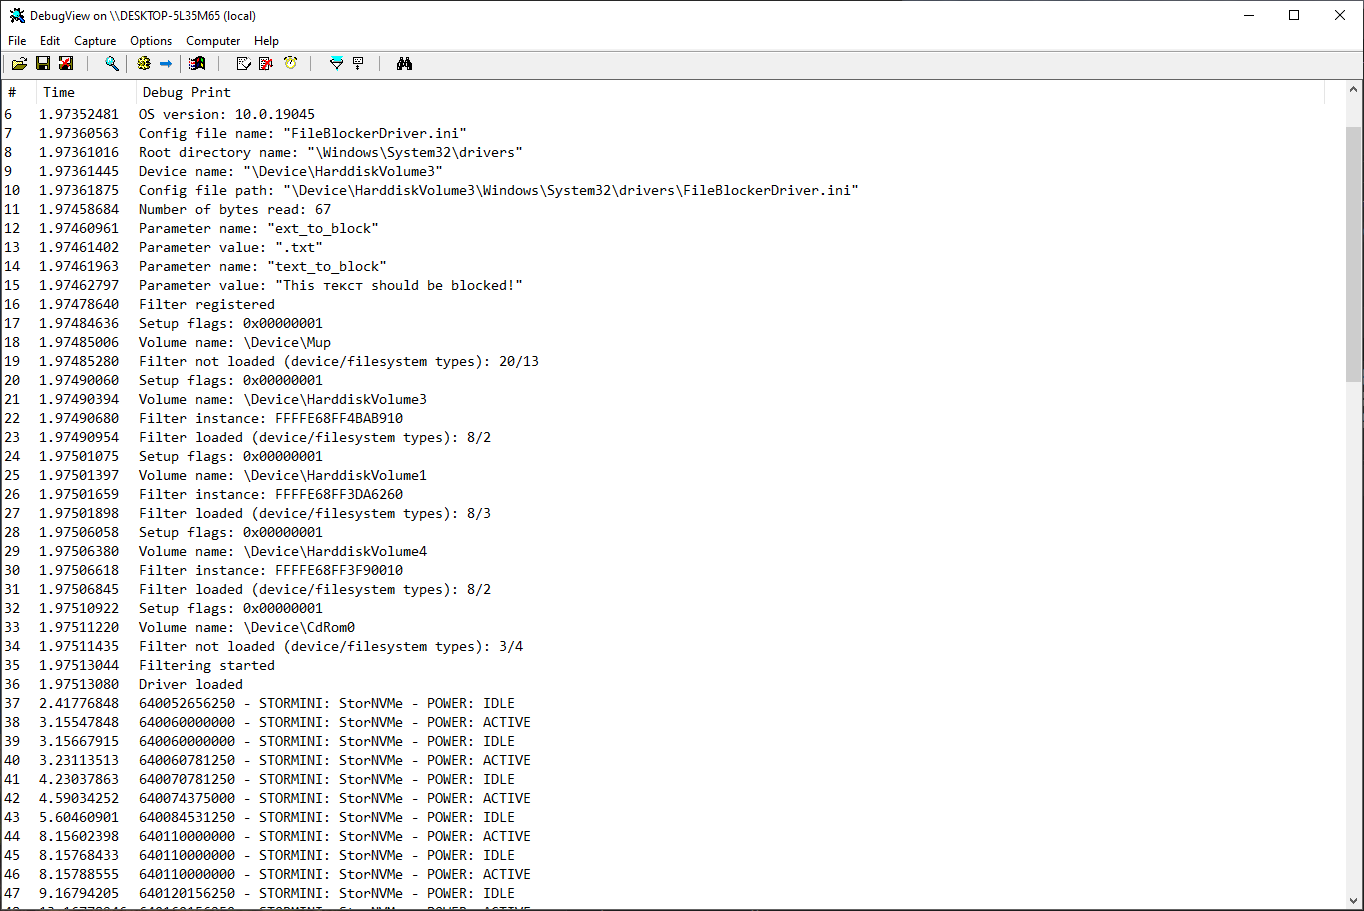 DebugView on \\DESKTOP-5L35M65 (local)
File Edit Capture Options Computer Help
# Time Debug Print
6 1.97352481 OS version: 10.0.19045
7 1.97360563 Config file name: "FileBlockerDriver.ini"
8 1.97361016 Root directory name: "\Windows\System32\drivers"
9 1.97361445 Device name: "\Device\HarddiskVolume3"
10 1.97361875 Config file path: "\Device\HarddiskVolume3\Windows\System32\drivers\FileBlockerDriver.ini"
11 1.97458684 Number of bytes read: 67
12 1.97460961 Parameter name: "ext_to_block"
13 1.97461402 Parameter value: ".txt"
14 1.97461963 Parameter name: "text_to_block"
15 1.97462797 Parameter value: "This текст should be blocked!"
16 1.97478640 Filter registered
17 1.97484636 Setup flags: 0x00000001
18 1.97485006 Volume name: \Device\Mup
19 1.97485280 Filter not loaded (device/filesystem types): 20/13
20 1.97490060 Setup flags: 0x00000001
21 1.97490394 Volume name: \Device\HarddiskVolume3
22 1.97490680 Filter instance: FFFFE68FF4BAB910
23 1.97490954 Filter loaded (device/filesystem types): 8/2
24 1.97501075 Setup flags: 0x00000001
25 1.97501397 Volume name: \Device\HarddiskVolume1
26 1.97501659 Filter instance: FFFFE68FF3DA6260
27 1.97501898 Filter loaded (device/filesystem types): 8/3
28 1.97506058 Setup flags: 0x00000001
29 1.97506380 Volume name: \Device\HarddiskVolume4
30 1.97506618 Filter instance: FFFFE68FF3F90010
31 1.97506845 Filter loaded (device/filesystem types): 8/2
32 1.97510922 Setup flags: 0x00000001
33 1.97511220 Volume name: \Device\CdRom0
34 1.97511435 Filter not loaded (device/filesystem types): 3/4
35 1.97513044 Filtering started
36 1.97513080 Driver loaded
37 2.41776848 640052656250 - STORMINI: StorNVMe - POWER: IDLE
38 3.15547848 640060000000 - STORMINI: StorNVMe - POWER: ACTIVE
39 3.15667915 640060000000 - STORMINI: StorNVMe - POWER: IDLE
40 3.23113513 640060781250 - STORMINI: StorNVMe - POWER: ACTIVE
41 4.23037863 640070781250 - STORMINI: StorNVMe - POWER: IDLE
42 4.59034252 640074375000 - STORMINI: StorNVMe - POWER: ACTIVE
43 5.60460901 640084531250 - STORMINI: StorNVMe - POWER: IDLE
44 8.15602398 640110000000 - STORMINI: StorNVMe - POWER: ACTIVE
45 8.15768433 640110000000 - STORMINI: StorNVMe - POWER: IDLE
46 8.15788555 640110000000 - STORMINI: StorNVMe - POWER: ACTIVE
47 9.16794205 640120156250 - STORMINI: StorNVMe - POWER: IDLE